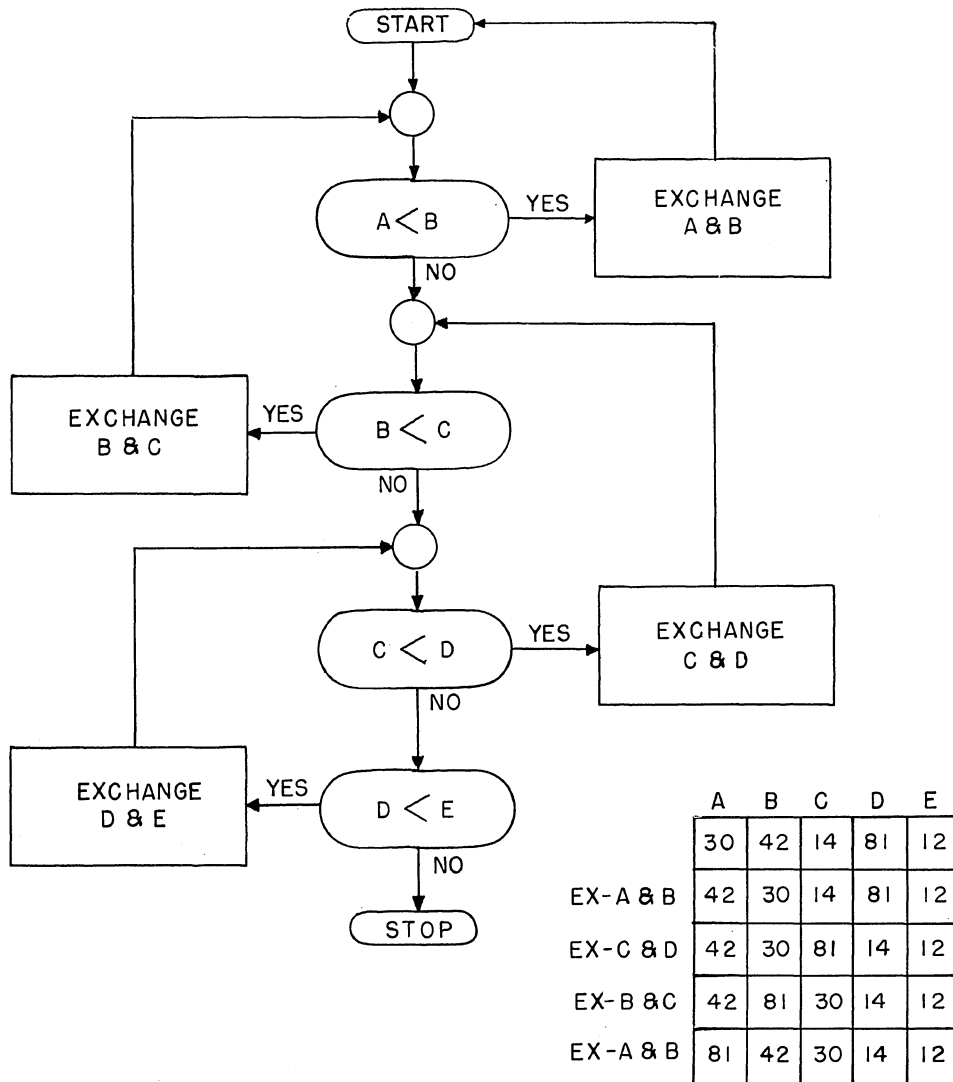 START
A < B
YES
EXCHANGE
A & B
NO
B < C
YES
EXCHANGE
B & C
NO
C < D
YES
EXCHANGE
C & D
NO
D < E
YES
EXCHANGE
D & E
NO
STOP
A B C D E
30 42 14 81 12
EX-A & B 42 30 14 81 12
EX-C & D 42 30 81 14 12
EX-B & C 42 81 30 14 12
EX-A & B 81 42 30 14 12